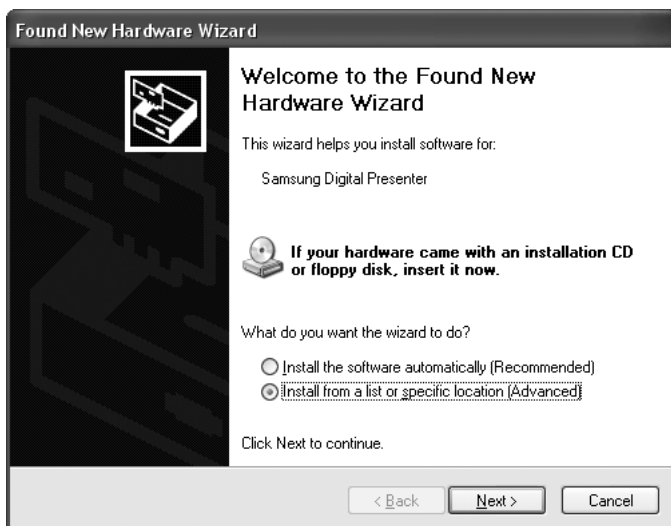 Found New Hardware Wizard
Welcome to the Found New
Hardware Wizard
This wizard helps you install software for:
Samsung Digital Presenter
If your hardware came with an installation CD
or floppy disk, insert it now.
What do you want the wizard to do?
Install the software automatically (Recommended)
Install from a list or specific location (Advanced)
Click Next to continue.
< Back Next > Cancel